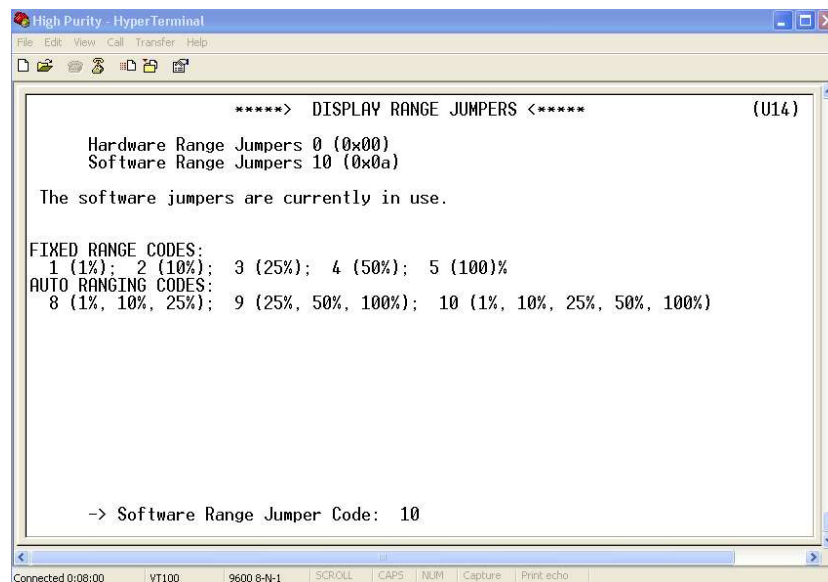 High Purity - HyperTerminal
File Edit View Call Transfer Help
*****> DISPLAY RANGE JUMPERS <***** (U14)
Hardware Range Jumpers 0 (0x00)
Software Range Jumpers 10 (0x0a)
The software jumpers are currently in use.
FIXED RANGE CODES:
1 (1%); 2 (10%); 3 (25%); 4 (50%); 5 (100)%
AUTO RANGING CODES:
8 (1%, 10%, 25%); 9 (25%, 50%, 100%); 10 (1%, 10%, 25%, 50%, 100%)
-> Software Range Jumper Code: 10
Connected 0:08:00 VT100 9600 8-N-1 SCROLL CAPS NUM Capture Print echo